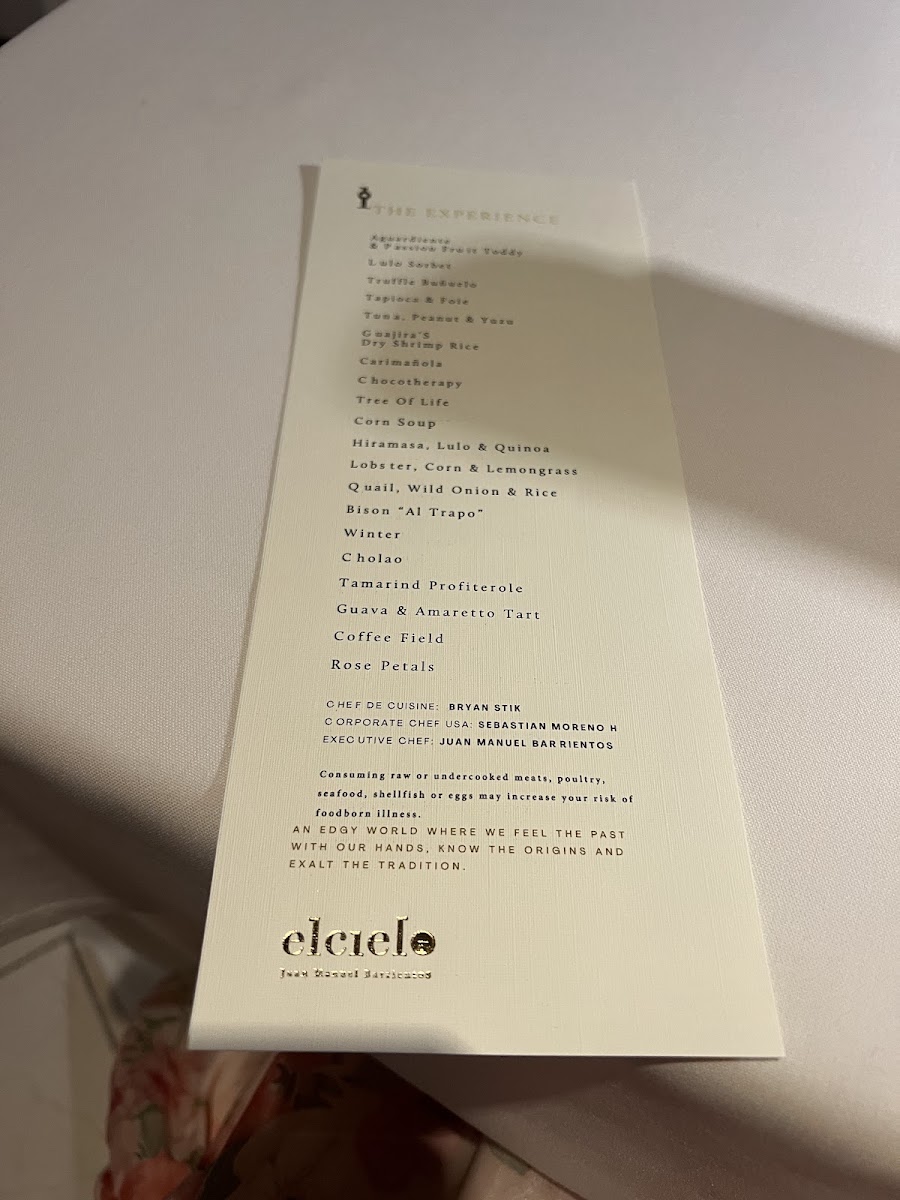 THE EXPERIENCE
Aguardiente
& Passion Fruit Toddy
Lulo Sorbet
Truffle Buñuelo
Tapioca & Foie
Tuna, Peanut & Yuzu
Guajira'S
Dry Shrimp Rice
Carimañola
Chocotherapy
Tree Of Life
Corn Soup
Hiramasa, Lulo & Quinoa
Lobster, Corn & Lemongrass
Quail, Wild Onion & Rice
Bison “Al Trapo”
Winter
Cholao
Tamarind Profiterole
Guava & Amaretto Tart
Coffee Field
Rose Petals
CHEF DE CUISINE: BRYAN STIK
CORPORATE CHEF USA: SEBASTIAN MORENO H
EXECUTIVE CHEF: JUAN MANUEL BARRIENTOS
Consuming raw or undercooked meats, poultry,
seafood, shellfish or eggs may increase your risk of
foodborn illness.
AN EDGY WORLD WHERE WE FEEL THE PAST
WITH OUR HANDS, KNOW THE ORIGINS AND
EXALT THE TRADITION.
elcielo
Juan Manuel Barrientos